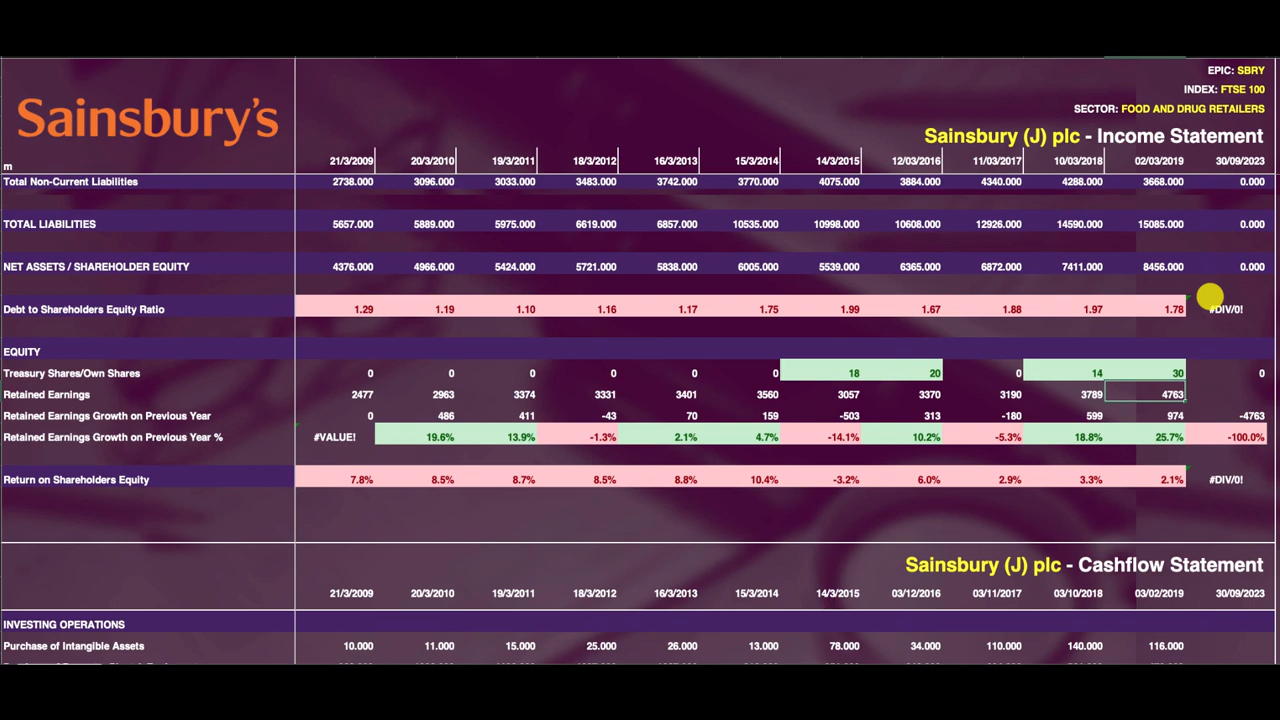 Sainsbury's
EPIC: SBRY
INDEX: FTSE 100
SECTOR: FOOD AND DRUG RETAILERS
Sainsbury (J) plc - Income Statement
m 21/3/2009 20/3/2010 19/3/2011 18/3/2012 16/3/2013 15/3/2014 14/3/2015 12/03/2016 11/03/2017 10/03/2018 02/03/2019 30/09/2023
Total Non-Current Liabilities 2738.000 3096.000 3033.000 3483.000 3742.000 3770.000 4075.000 3884.000 4340.000 4288.000 3668.000 0.000
TOTAL LIABILITIES 5657.000 5889.000 5975.000 6619.000 6857.000 10535.000 10998.000 10608.000 12926.000 14590.000 15085.000 0.000
NET ASSETS / SHAREHOLDER EQUITY 4376.000 4966.000 5424.000 5721.000 5838.000 6005.000 5539.000 6365.000 6872.000 7411.000 8456.000 0.000
Debt to Shareholders Equity Ratio 1.29 1.19 1.10 1.16 1.17 1.75 1.99 1.67 1.88 1.97 1.78 #DIV/0!
EQUITY
Treasury Shares/Own Shares 0 0 0 0 0 0 18 20 0 14 30 0
Retained Earnings 2477 2963 3374 3331 3401 3560 3057 3370 3190 3789 4763
Retained Earnings Growth on Previous Year 0 486 411 -43 70 159 -503 313 -180 599 974 -4763
Retained Earnings Growth on Previous Year % #VALUE! 19.6% 13.9% -1.3% 2.1% 4.7% -14.1% 10.2% -5.3% 18.8% 25.7% -100.0%
Return on Shareholders Equity 7.8% 8.5% 8.7% 8.5% 8.8% 10.4% -3.2% 6.0% 2.9% 3.3% 2.1% #DIV/0!
Sainsbury (J) plc - Cashflow Statement
21/3/2009 20/3/2010 19/3/2011 18/3/2012 16/3/2013 15/3/2014 14/3/2015 03/12/2016 03/11/2017 03/10/2018 03/02/2019 30/09/2023
INVESTING OPERATIONS
Purchase of Intangible Assets 10.000 11.000 15.000 25.000 26.000 13.000 78.000 34.000 110.000 140.000 116.000